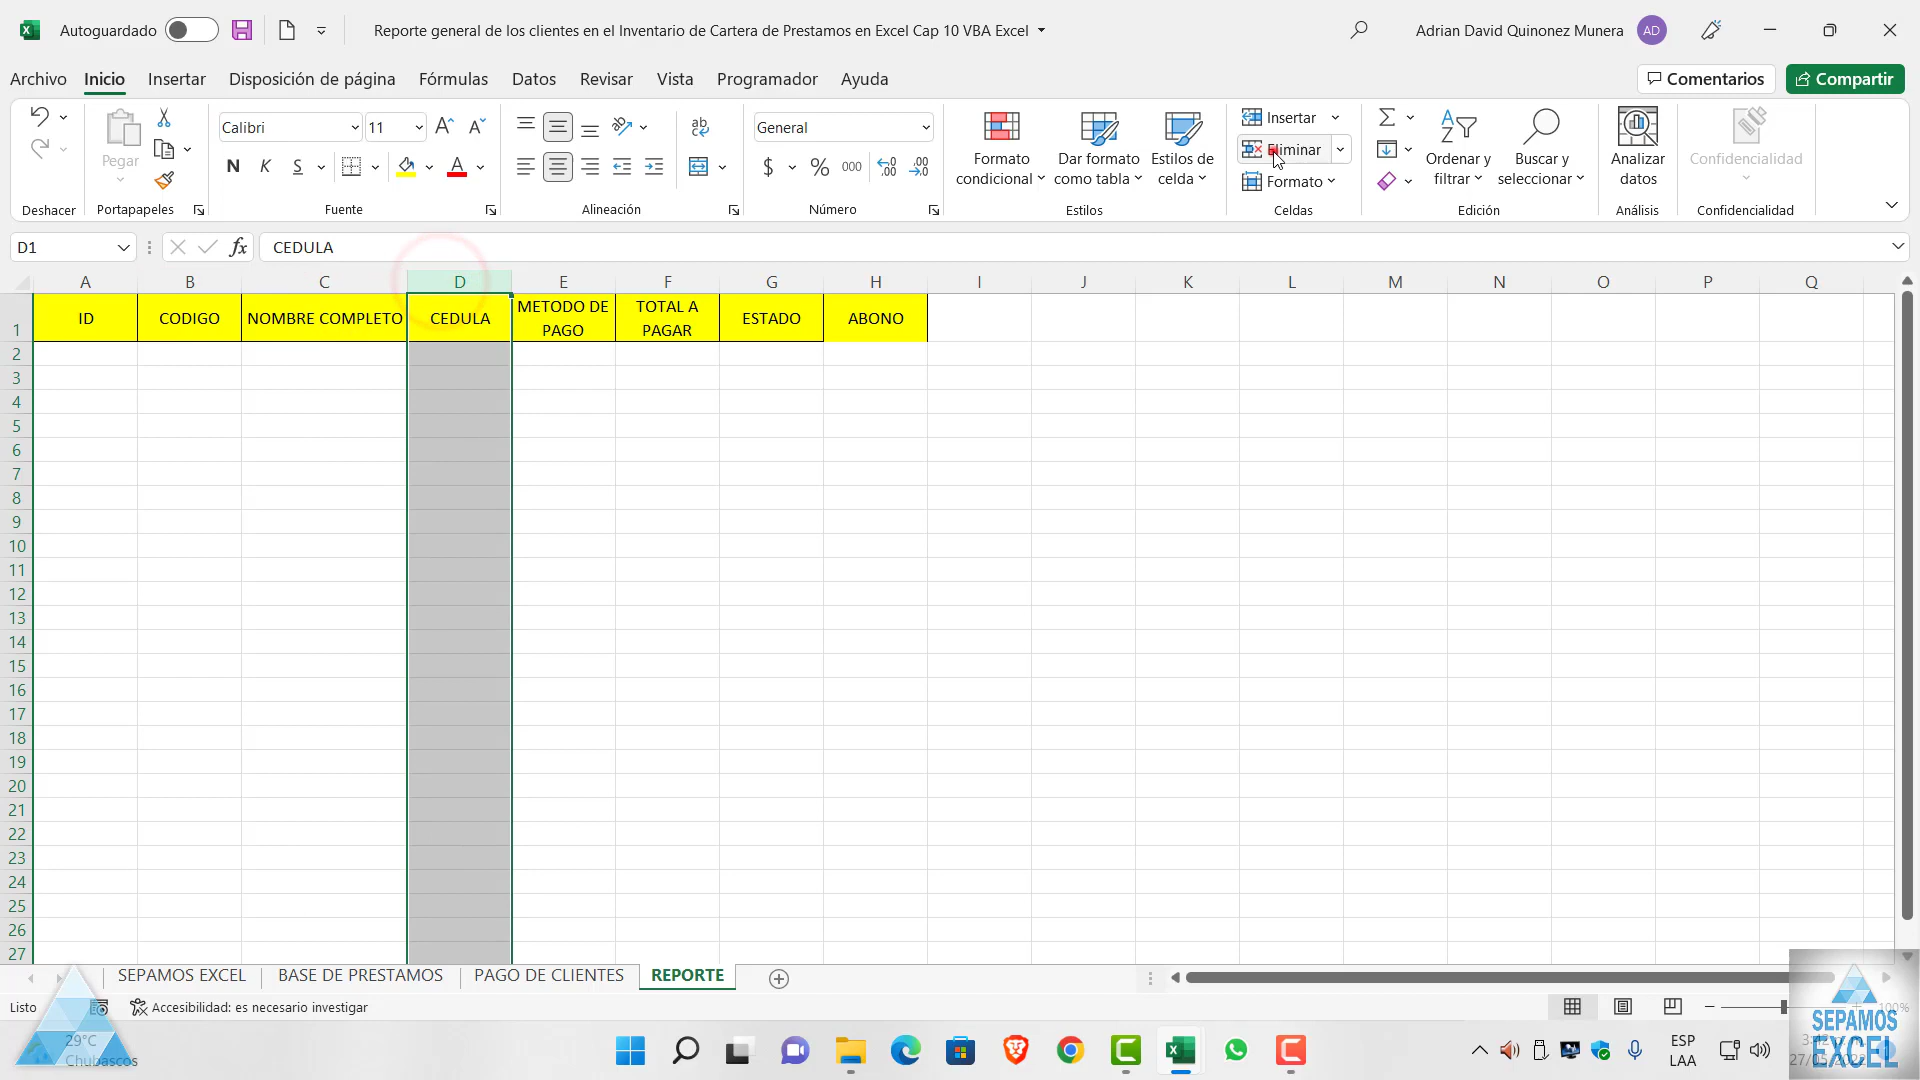 Autoguardado
Reporte general de los clientes en el Inventario de Cartera de Prestamos en Excel Cap 10 VBA Excel
Adrian David Quinonez Munera
AD
Archivo Inicio Insertar Disposición de página Fórmulas Datos Revisar Vista Programador Ayuda
Comentarios
Compartir
Deshacer
Pegar
Portapapeles
Calibri
11
N K S
Fuente
Alineación
General
$ % 000
Número
Formato condicional
Dar formato como tabla
Estilos de celda
Estilos
Insertar
Eliminar
Formato
Celdas
Ordenar y filtrar
Buscar y seleccionar
Edición
Analizar datos
Análisis
Confidencialidad
Confidencialidad
D1
fx
CEDULA
A B C D E F G H I J K L M N O P Q
1 ID CODIGO NOMBRE COMPLETO CEDULA METODO DE PAGO TOTAL A PAGAR ESTADO ABONO
2
3
4
5
6
7
8
9
10
11
12
13
14
15
16
17
18
19
20
21
22
23
24
25
26
27
SEPAMOS EXCEL BASE DE PRESTAMOS PAGO DE CLIENTES REPORTE
Listo
Accesibilidad: es necesario investigar
100%
29°C
Chubascos
ESP
LAA
SEPAMOS
EXCEL